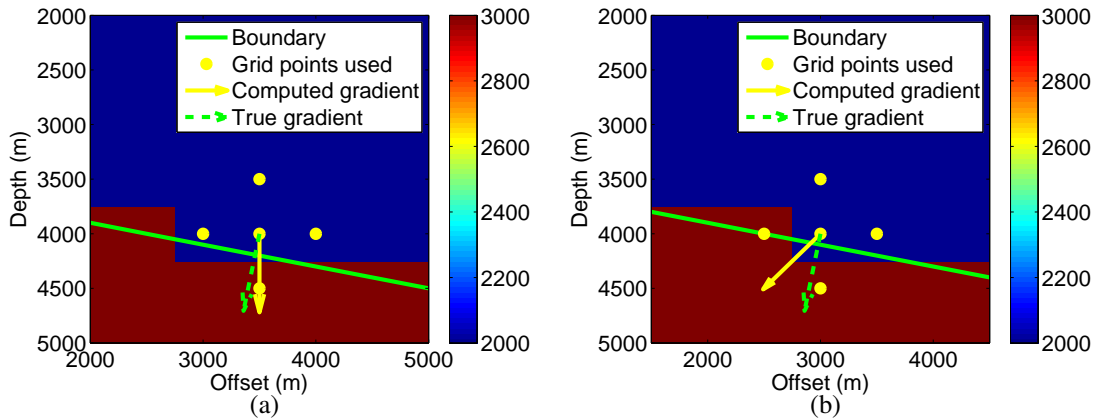 2000
2500
2000
3500
4000
4500
5000
Depth (m)
Boundary
Grid points used
Computed gradient
True gradient
2000 3000 4000 5000
Offset (m)
3000
2800
2600
2400
2200
2000
(a)
2000
2500
2000
3500
4000
4500
5000
Depth (m)
Boundary
Grid points used
Computed gradient
True gradient
2000 3000 4000
Offset (m)
3000
2800
2600
2400
2200
2000
(b)